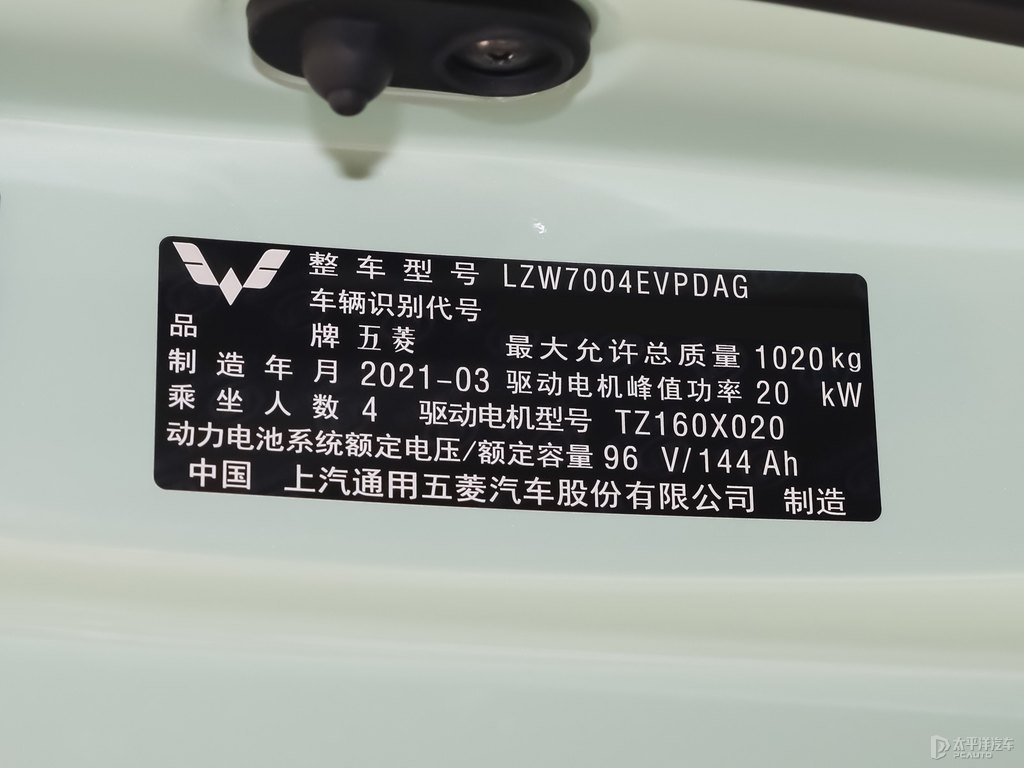 整车型号 LZW7004EVPDAG
车辆识别代号
品牌 五菱 最大允许总质量 1020kg
制造年月 2021-03 驱动电机峰值功率 20 kW
乘坐人数 4 驱动电机型号 TZ160X020
动力电池系统额定电压/额定容量 96 V/144 Ah
中国 上汽通用五菱汽车股份有限公司 制造
太平洋汽车
PCAUTO